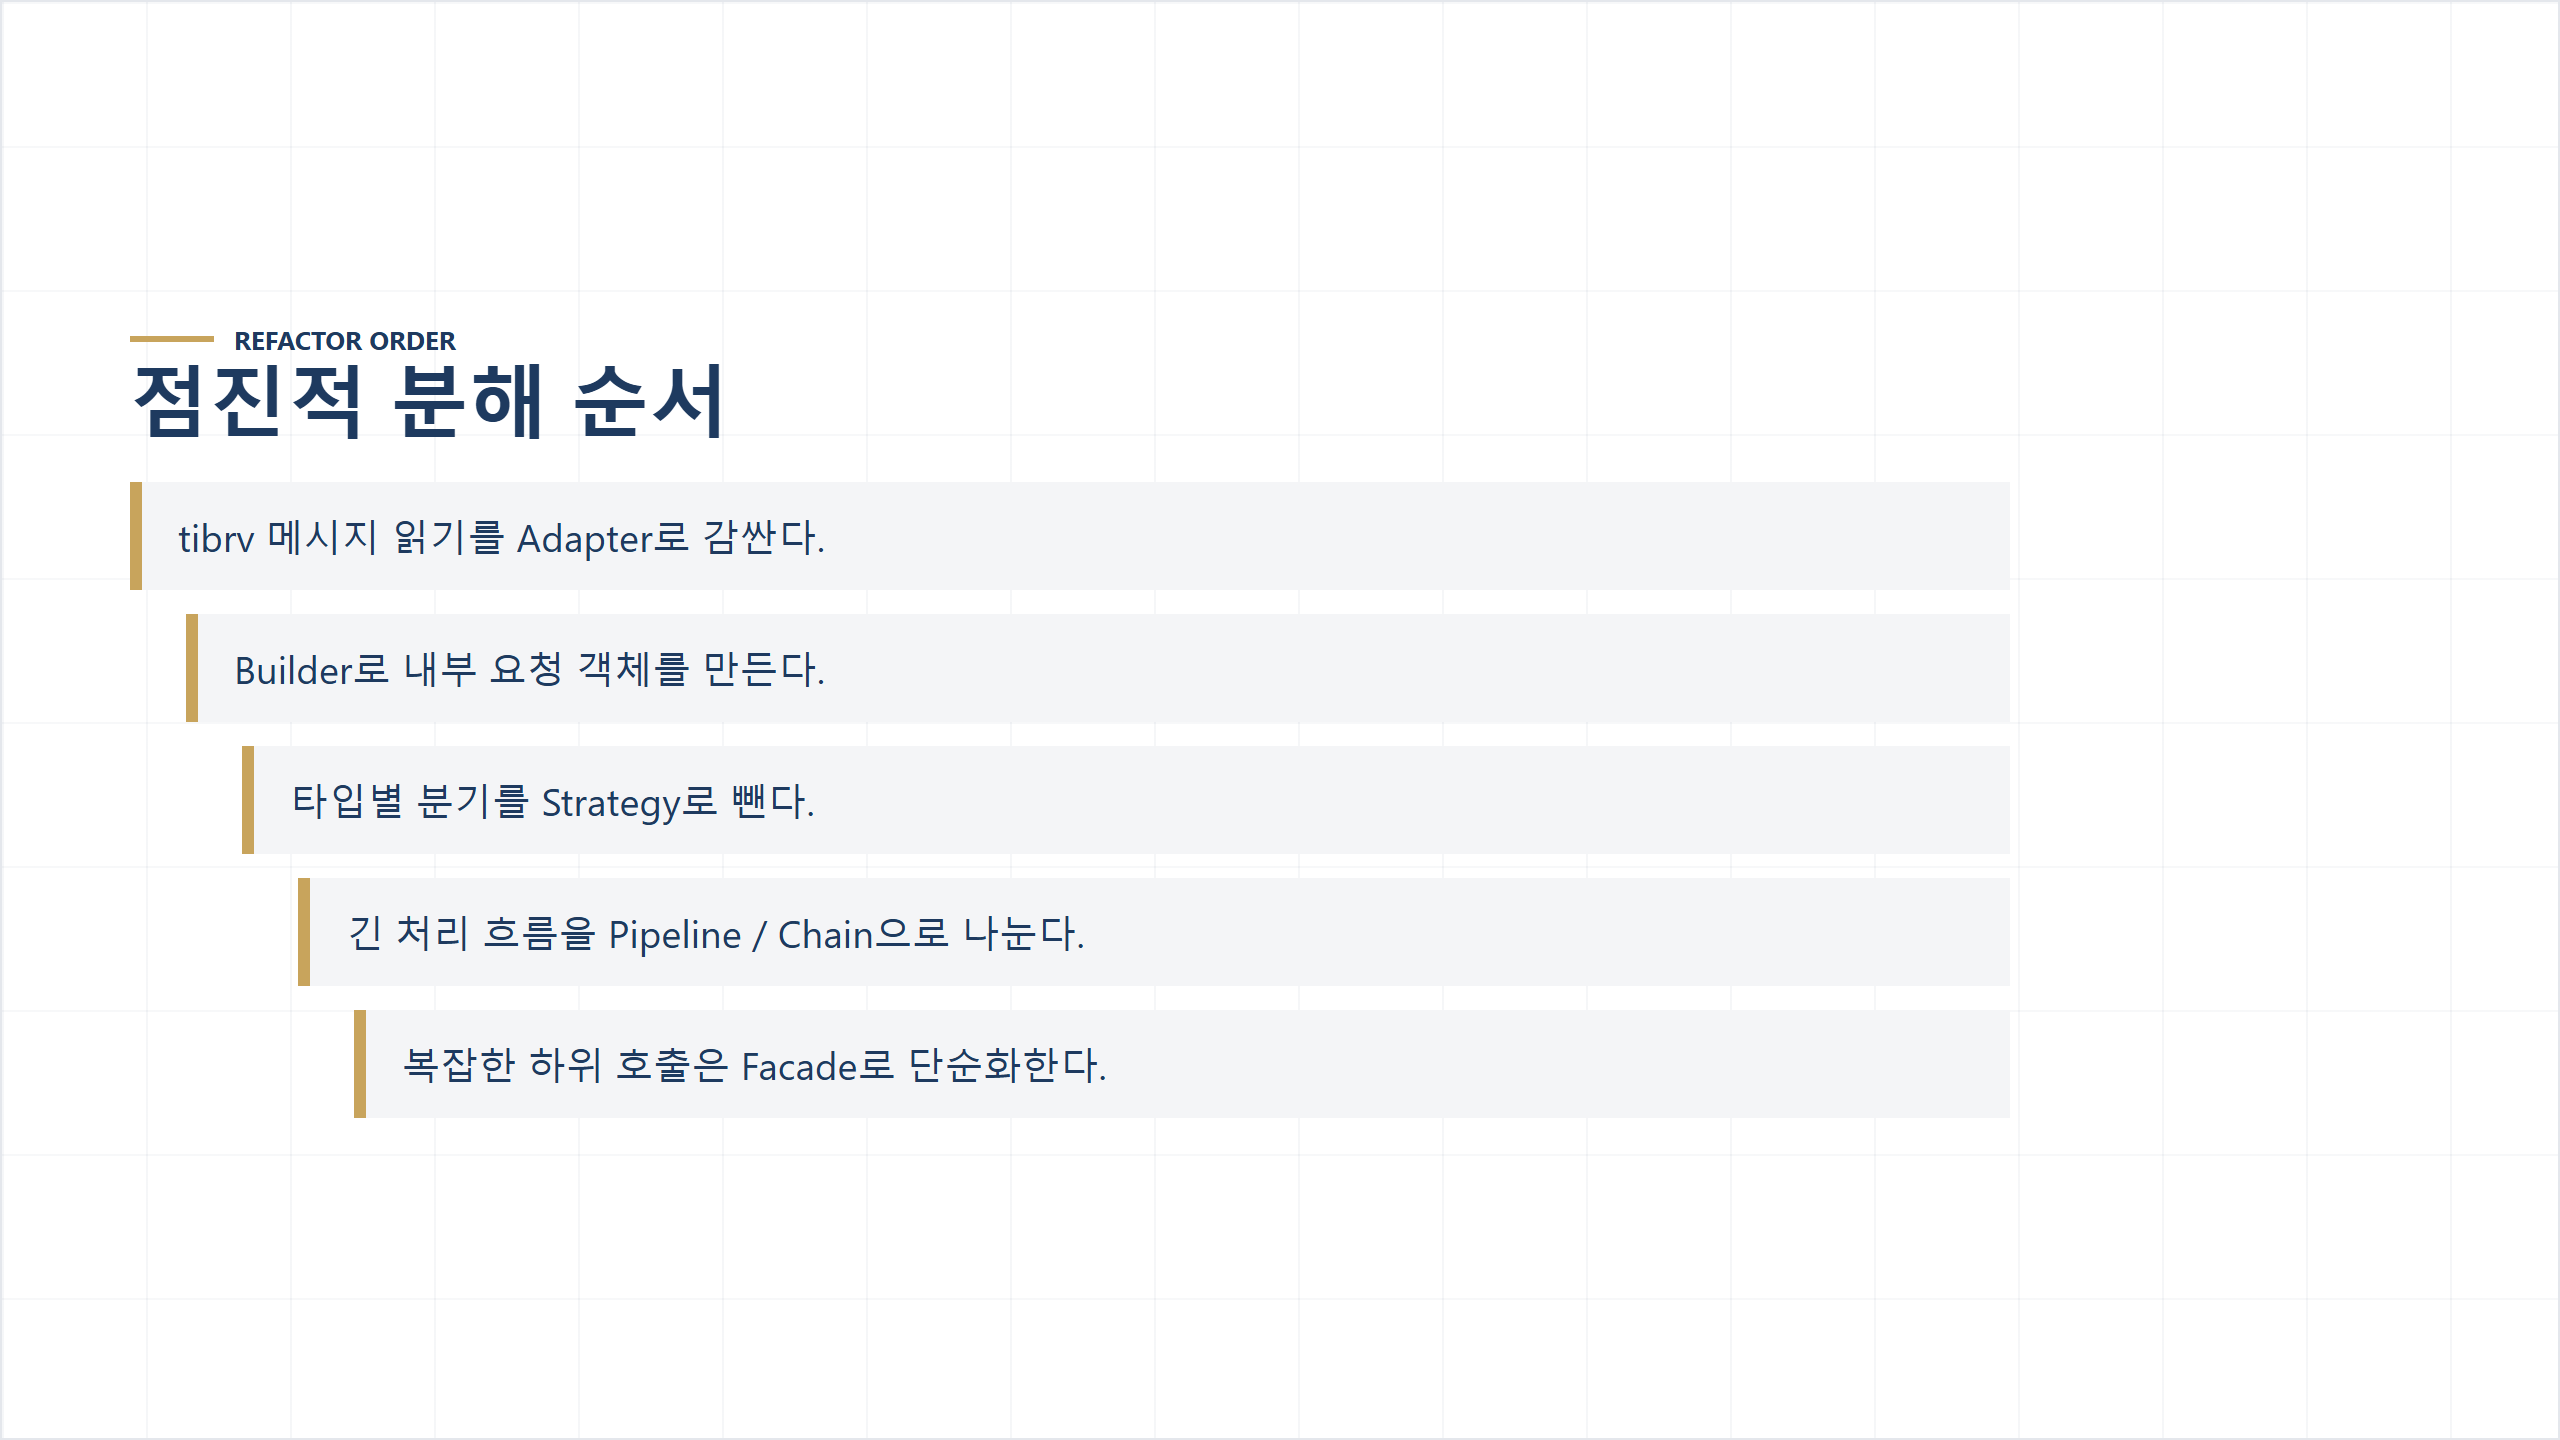 REFACTOR ORDER
점진적 분해 순서
tibrv 메시지 읽기를 Adapter로 감싼다.
Builder로 내부 요청 객체를 만든다.
타입별 분기를 Strategy로 뺀다.
긴 처리 흐름을 Pipeline / Chain으로 나눈다.
복잡한 하위 호출은 Facade로 단순화한다.